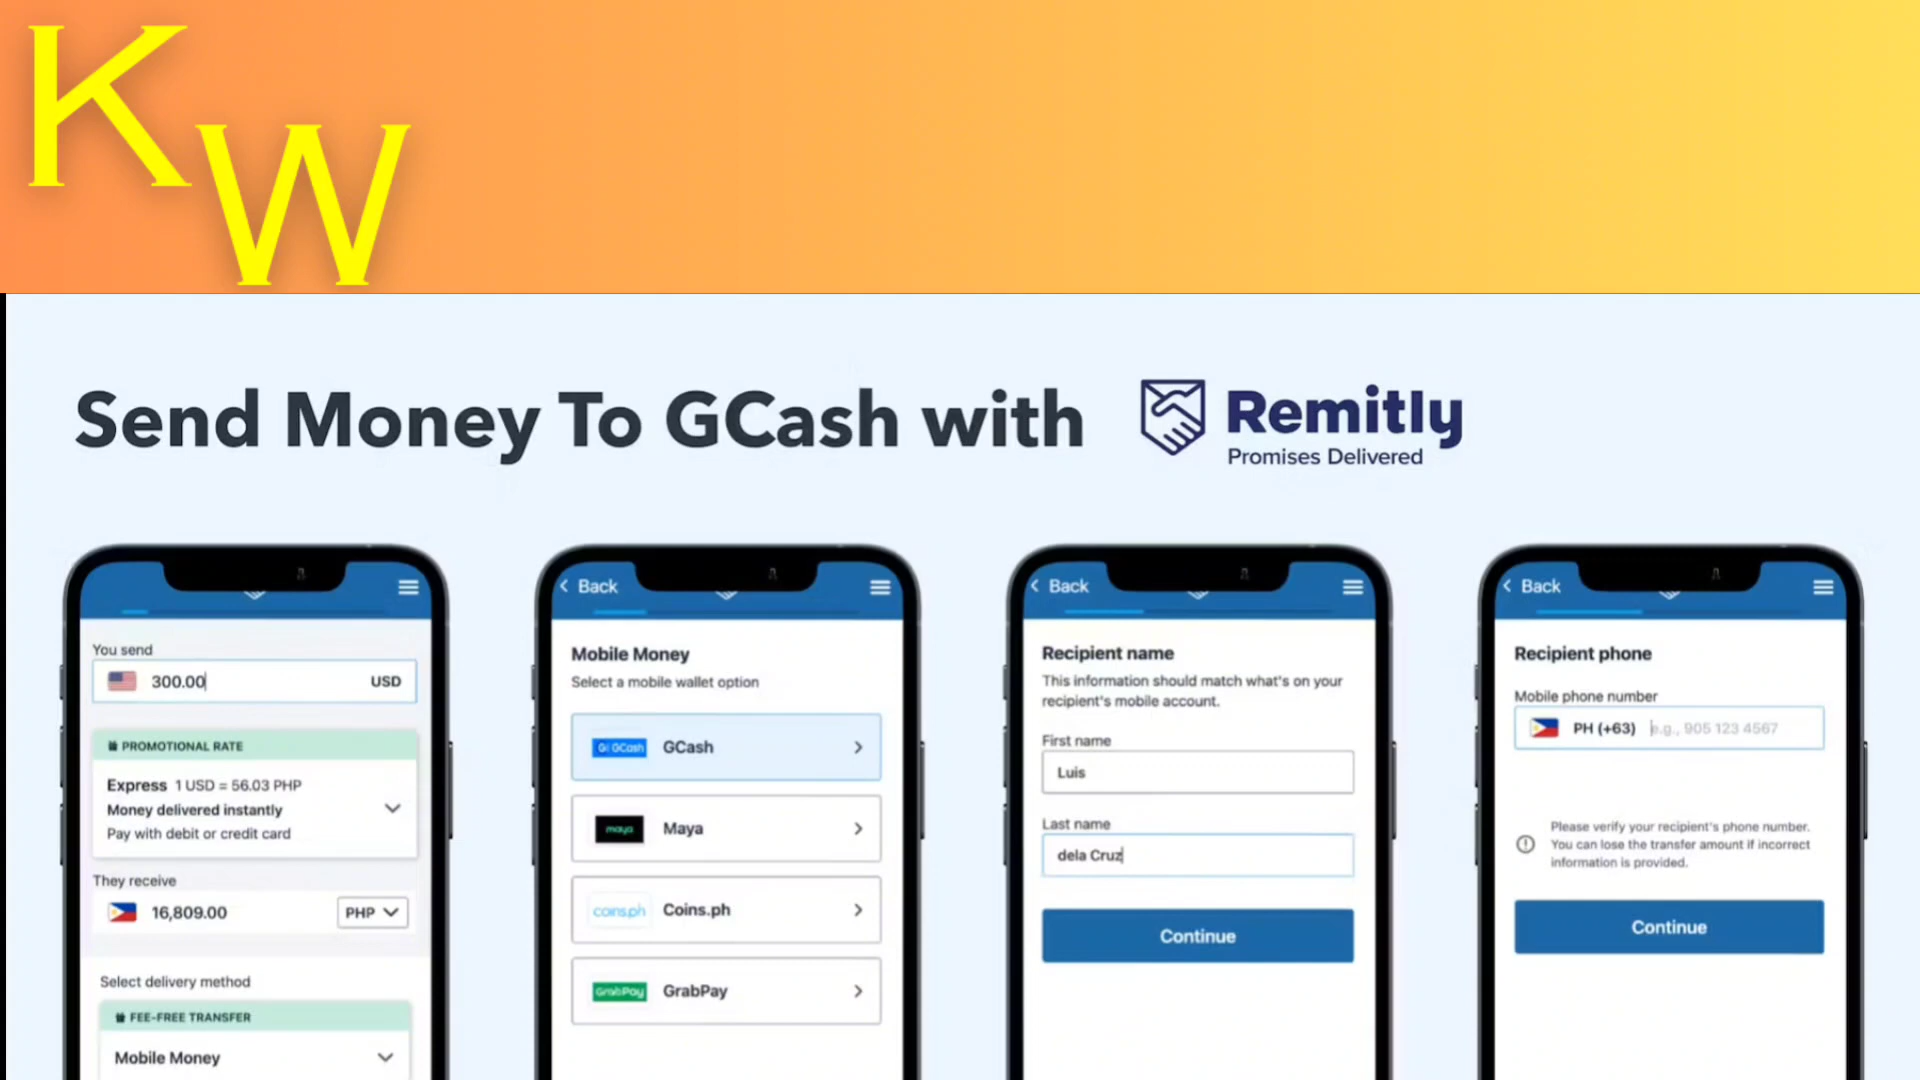 K
W
Send Money To GCash with
Remitly
Promises Delivered
You send
300.00 USD
PROMOTIONAL RATE
Express 1 USD = 56.03 PHP
Money delivered instantly
Pay with debit or credit card
They receive
16,809.00 PHP
Select delivery method
FEE-FREE TRANSFER
Mobile Money
Back
Mobile Money
Select a mobile wallet option
GCash GCash
maya Maya
coins.ph Coins.ph
GrabPay GrabPay
Back
Recipient name
This information should match what's on your
recipient's mobile account.
First name
Luis
Last name
dela Cruz
Continue
Back
Recipient phone
Mobile phone number
PH (+63) e.g., 905 123 4567
Please verify your recipient's phone number.
You can lose the transfer amount if incorrect
information is provided.
Continue